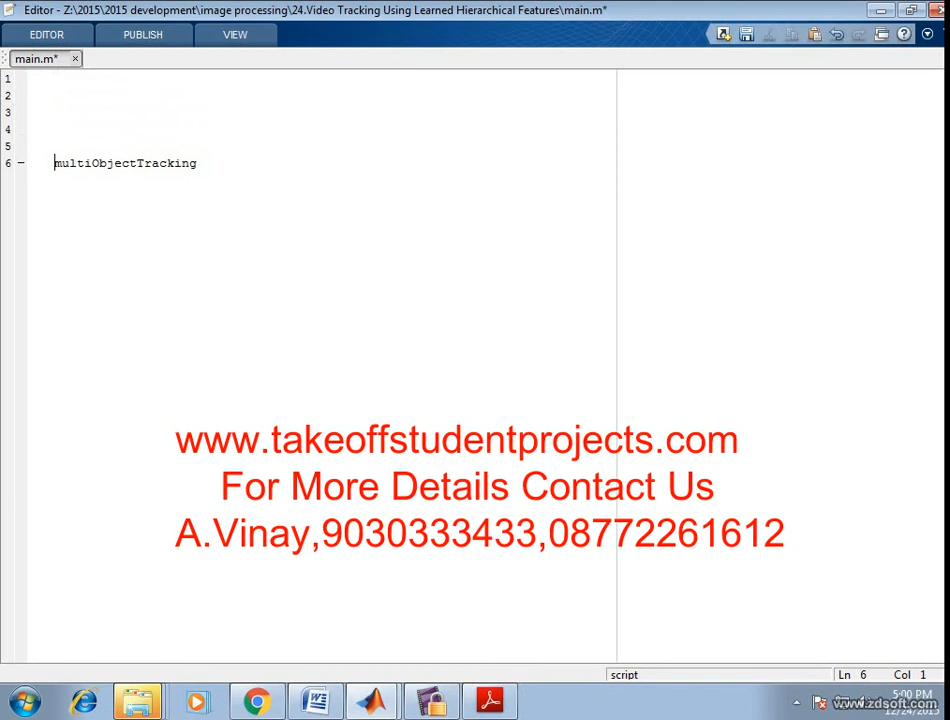 Editor - Z:\2015\2015 development\image processing\24.Video Tracking Using Learned Hierarchical Features\main.m*
EDITOR PUBLISH VIEW
main.m* ×
1
2
3
4
5
6 – multiObjectTracking
www.takeoffstudentprojects.com
For More Details Contact Us
A.Vinay,9030333433,08772261612
script Ln 6 Col 1
5:00 PM
www.zdsoft.com